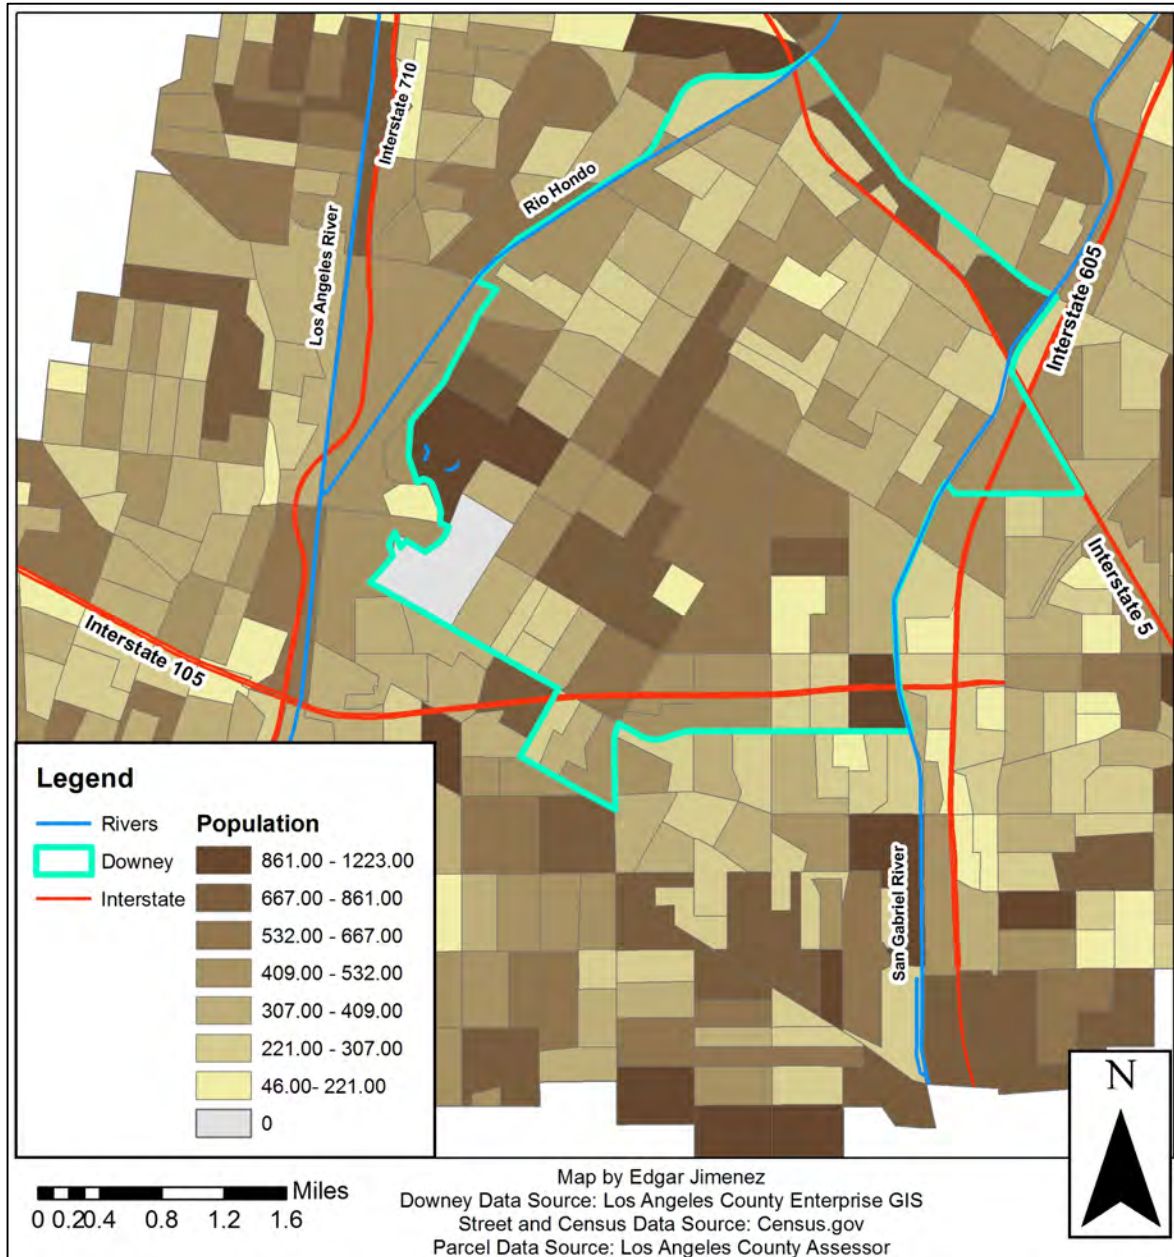 Interstate 710
Los Angeles River
Rio Hondo
Interstate 605
Interstate 5
Interstate 105
San Gabriel River
Legend
Rivers
Downey
Interstate
Population
861.00 - 1223.00
667.00 - 861.00
532.00 - 667.00
409.00 - 532.00
307.00 - 409.00
221.00 - 307.00
46.00- 221.00
0
N
Miles
0 0.20.4 0.8 1.2 1.6
Map by Edgar Jimenez
Downey Data Source: Los Angeles County Enterprise GIS
Street and Census Data Source: Census.gov
Parcel Data Source: Los Angeles County Assessor